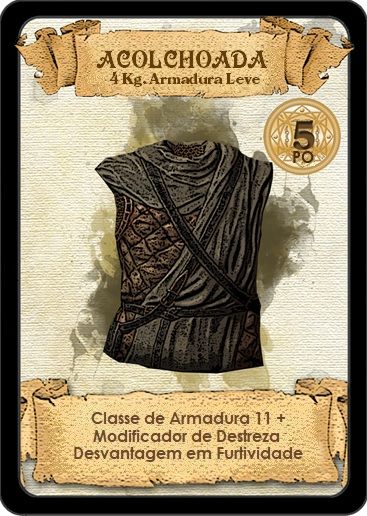 ACOLCHOADA
4 Kg. Armadura Leve
5
PO
Classe de Armadura 11 +
Modificador de Destreza
Desvantagem em Furtividade